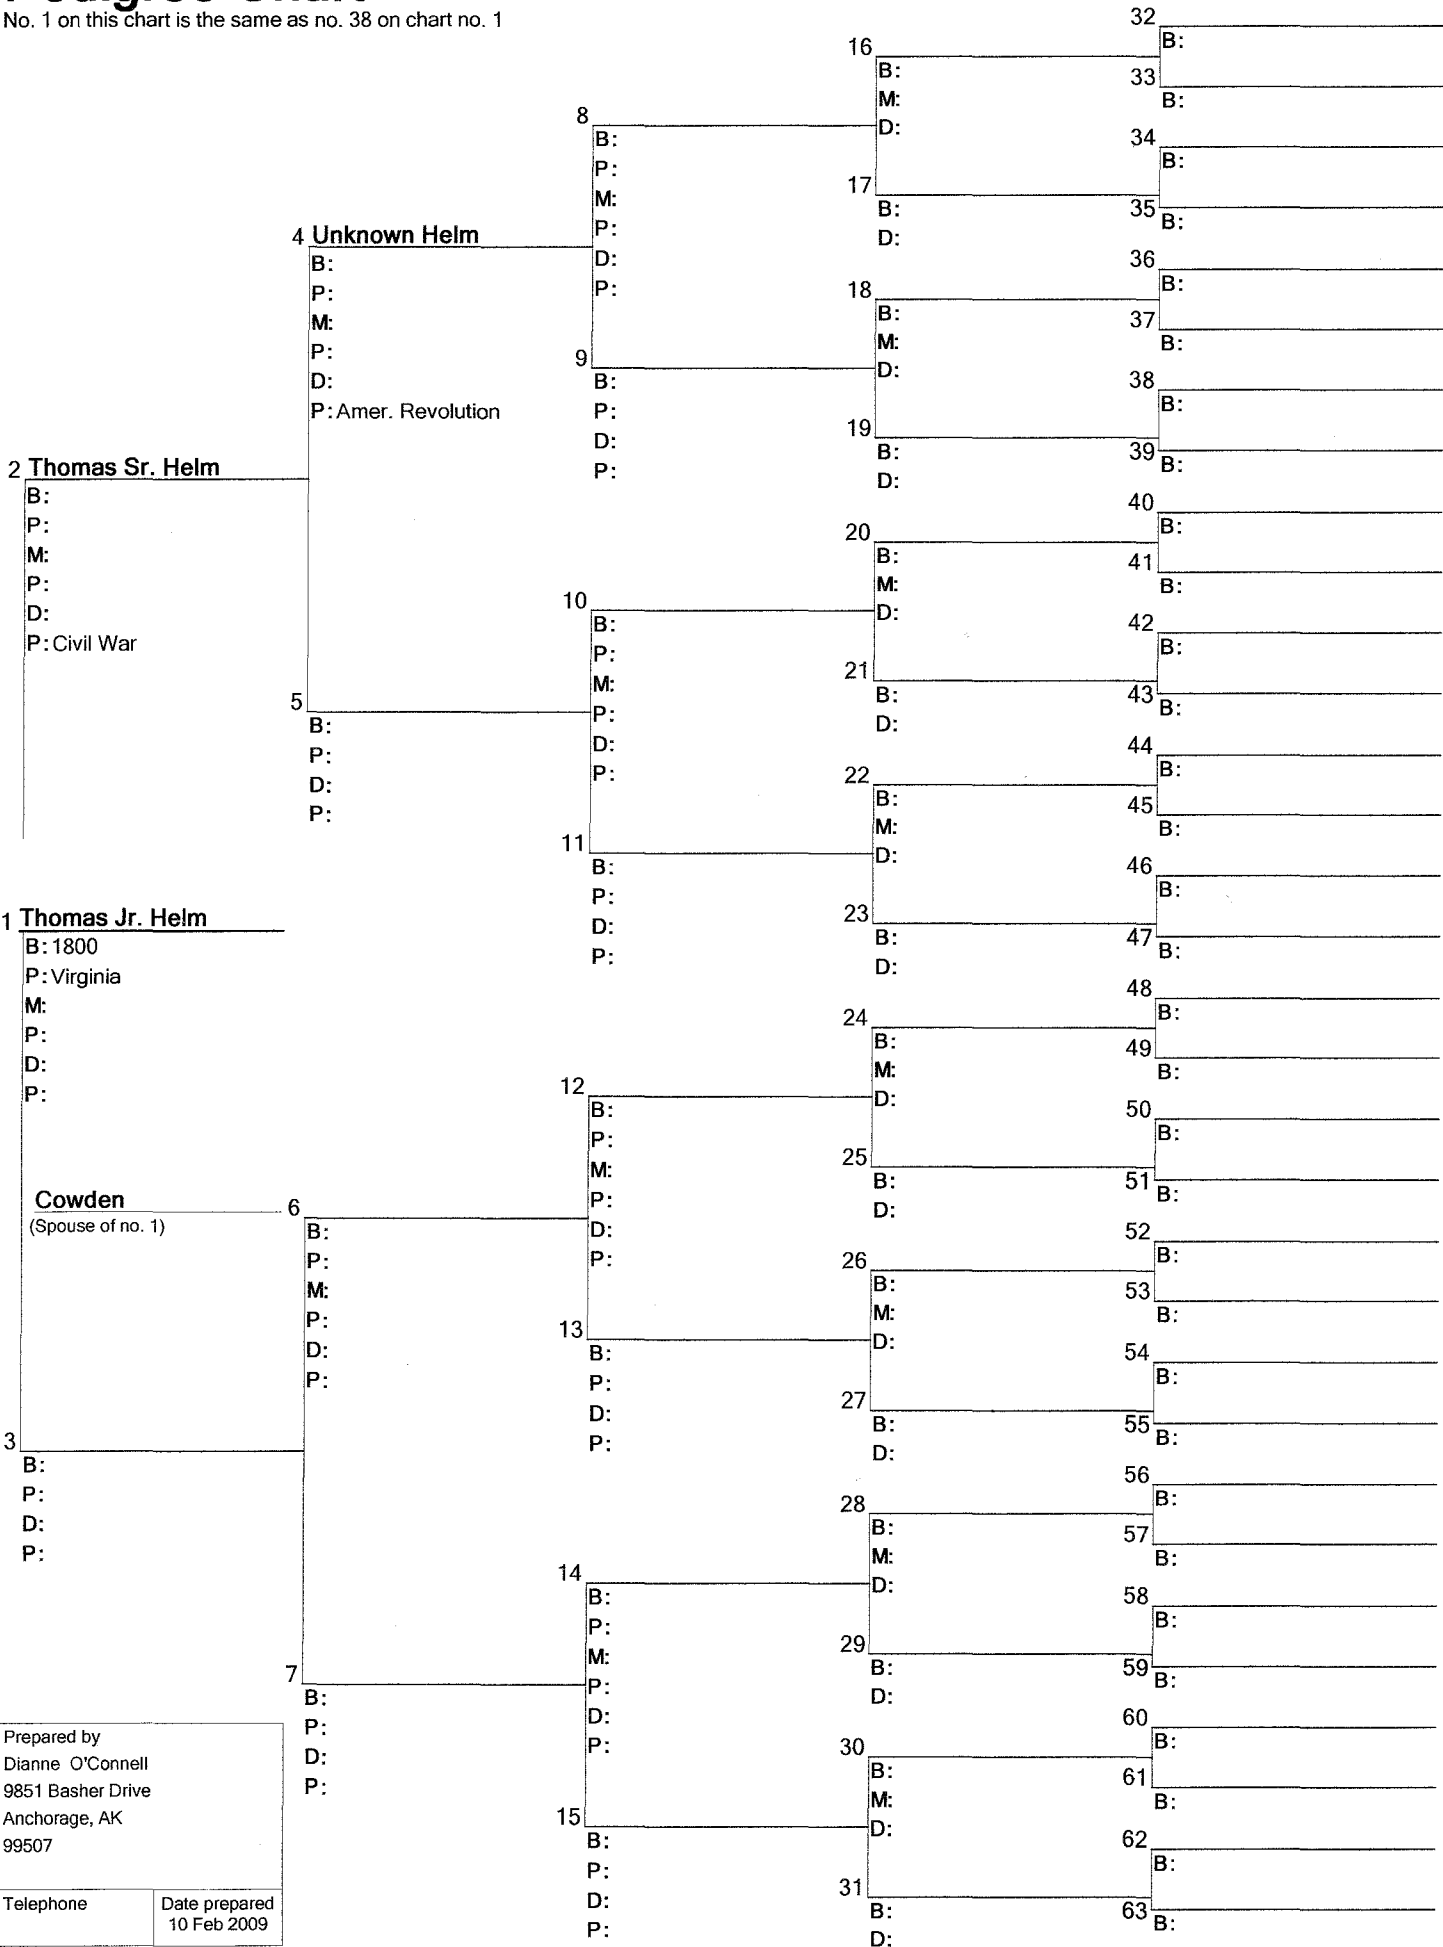 No. 1 on this chart is the same as no. 38 on chart no. 1
1 Thomas Jr. Helm
B: 1800
P: Virginia
M:
P:
D:
P:
Cowden
(Spouse of no. 1)
2 Thomas Sr. Helm
B:
P:
M:
P:
D:
P: Civil War
3
B:
P:
D:
P:
4 Unknown Helm
B:
P:
M:
P:
D:
P: Amer. Revolution
5
B:
P:
D:
P:
6
B:
P:
M:
P:
D:
P:
7
B:
P:
D:
P:
8
B:
P:
M:
P:
D:
P:
9
B:
P:
D:
P:
10
B:
P:
M:
P:
D:
P:
11
B:
P:
D:
P:
12
B:
P:
M:
P:
D:
P:
13
B:
P:
D:
P:
14
B:
P:
M:
P:
D:
P:
15
B:
P:
D:
P:
16
B:
M:
D:
17
B:
D:
18
B:
M:
D:
19
B:
D:
20
B:
M:
D:
21
B:
D:
22
B:
M:
D:
23
B:
D:
24
B:
M:
D:
25
B:
D:
26
B:
M:
D:
27
B:
D:
28
B:
M:
D:
29
B:
D:
30
B:
M:
D:
31
B:
D:
32
B:
33
B:
34
B:
35
B:
36
B:
37
B:
38
B:
39
B:
40
B:
41
B:
42
B:
43
B:
44
B:
45
B:
46
B:
47
B:
48
B:
49
B:
50
B:
51
B:
52
B:
53
B:
54
B:
55
B:
56
B:
57
B:
58
B:
59
B:
60
B:
61
B:
62
B:
63
B:
Prepared by
Dianne O'Connell
9851 Basher Drive
Anchorage, AK
99507
Telephone
Date prepared
10 Feb 2009